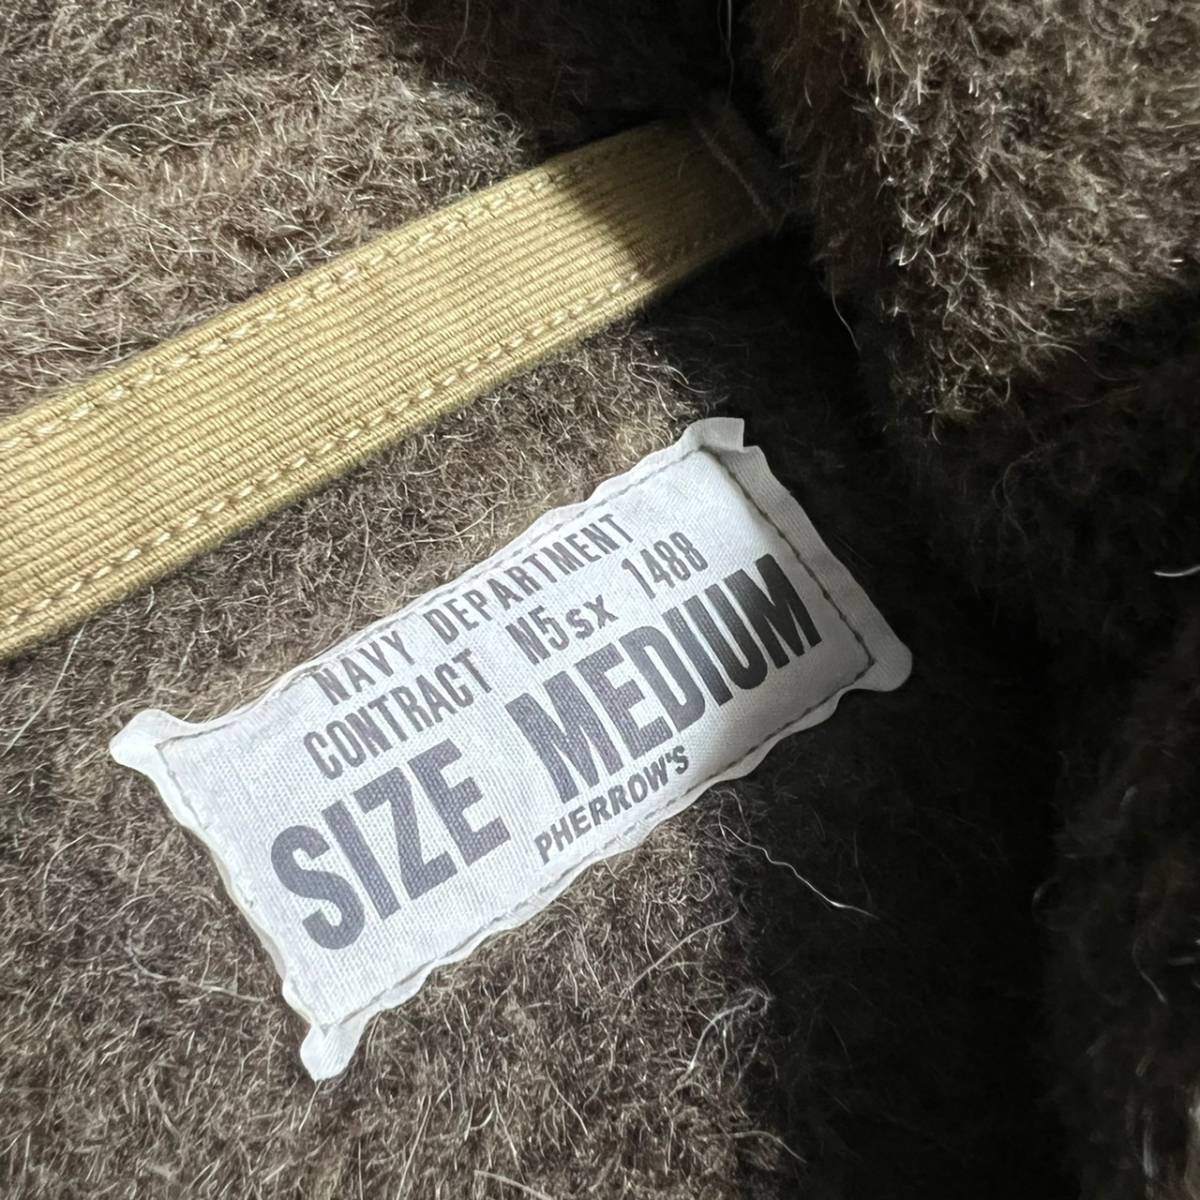 NAVY DEPARTMENT
CONTRACT N5sx 1488
SIZE MEDIUM
PHERROW'S